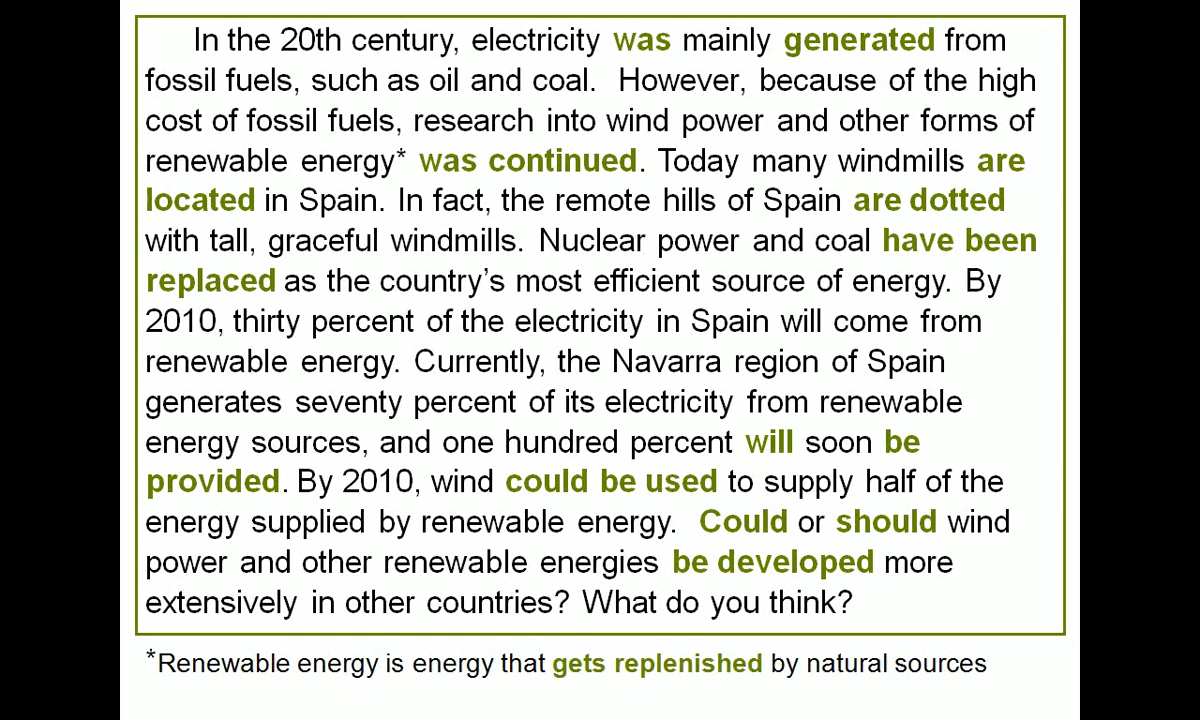 In the 20th century, electricity was mainly generated from
fossil fuels, such as oil and coal. However, because of the high
cost of fossil fuels, research into wind power and other forms of
renewable energy* was continued. Today many windmills are
located in Spain. In fact, the remote hills of Spain are dotted
with tall, graceful windmills. Nuclear power and coal have been
replaced as the country's most efficient source of energy. By
2010, thirty percent of the electricity in Spain will come from
renewable energy. Currently, the Navarra region of Spain
generates seventy percent of its electricity from renewable
energy sources, and one hundred percent will soon be
provided. By 2010, wind could be used to supply half of the
energy supplied by renewable energy. Could or should wind
power and other renewable energies be developed more
extensively in other countries? What do you think?
*Renewable energy is energy that gets replenished by natural sources